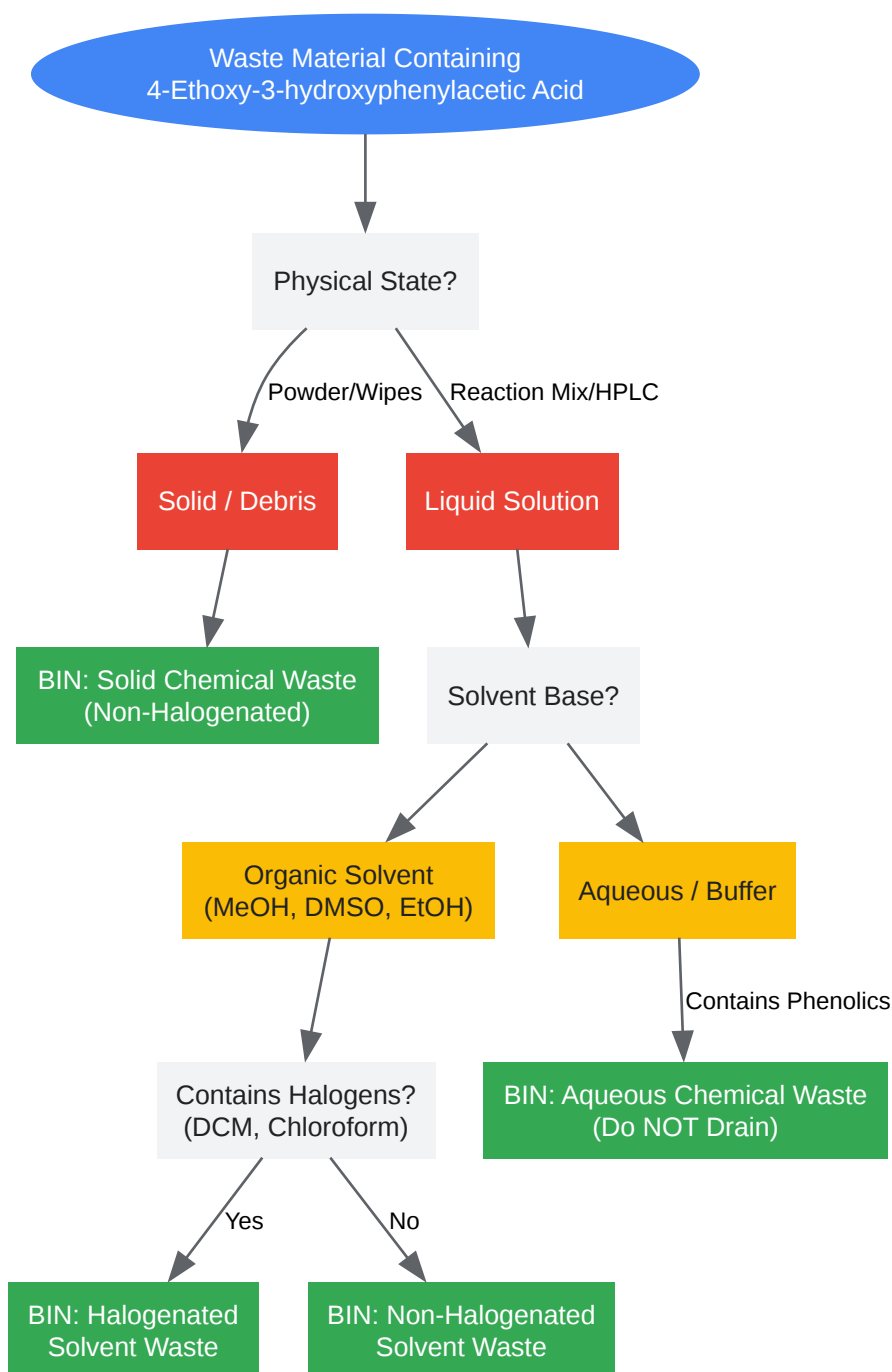 Waste Material Containing
4-Ethoxy-3-hydroxyphenylacetic Acid
Physical State?
Powder/Wipes
Reaction Mix/HPLC
Solid / Debris
Liquid Solution
BIN: Solid Chemical Waste
(Non-Halogenated)
Solvent Base?
Organic Solvent
(MeOH, DMSO, EtOH)
Aqueous / Buffer
Contains Phenolics
Contains Halogens?
(DCM, Chloroform)
BIN: Aqueous Chemical Waste
(Do NOT Drain)
Yes
No
BIN: Halogenated
Solvent Waste
BIN: Non-Halogenated
Solvent Waste